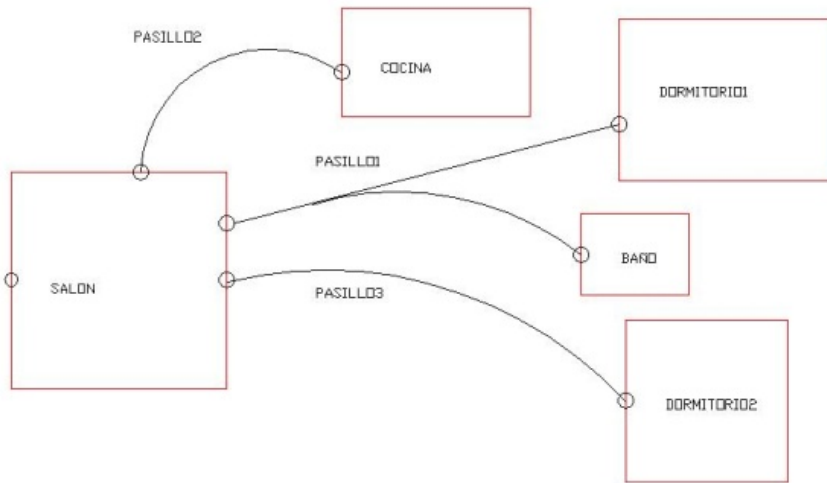 PASILLO2
COCINA
DORMITORIO1
PASILLO1
BAÑO
SALON
PASILLO3
DORMITORIO2